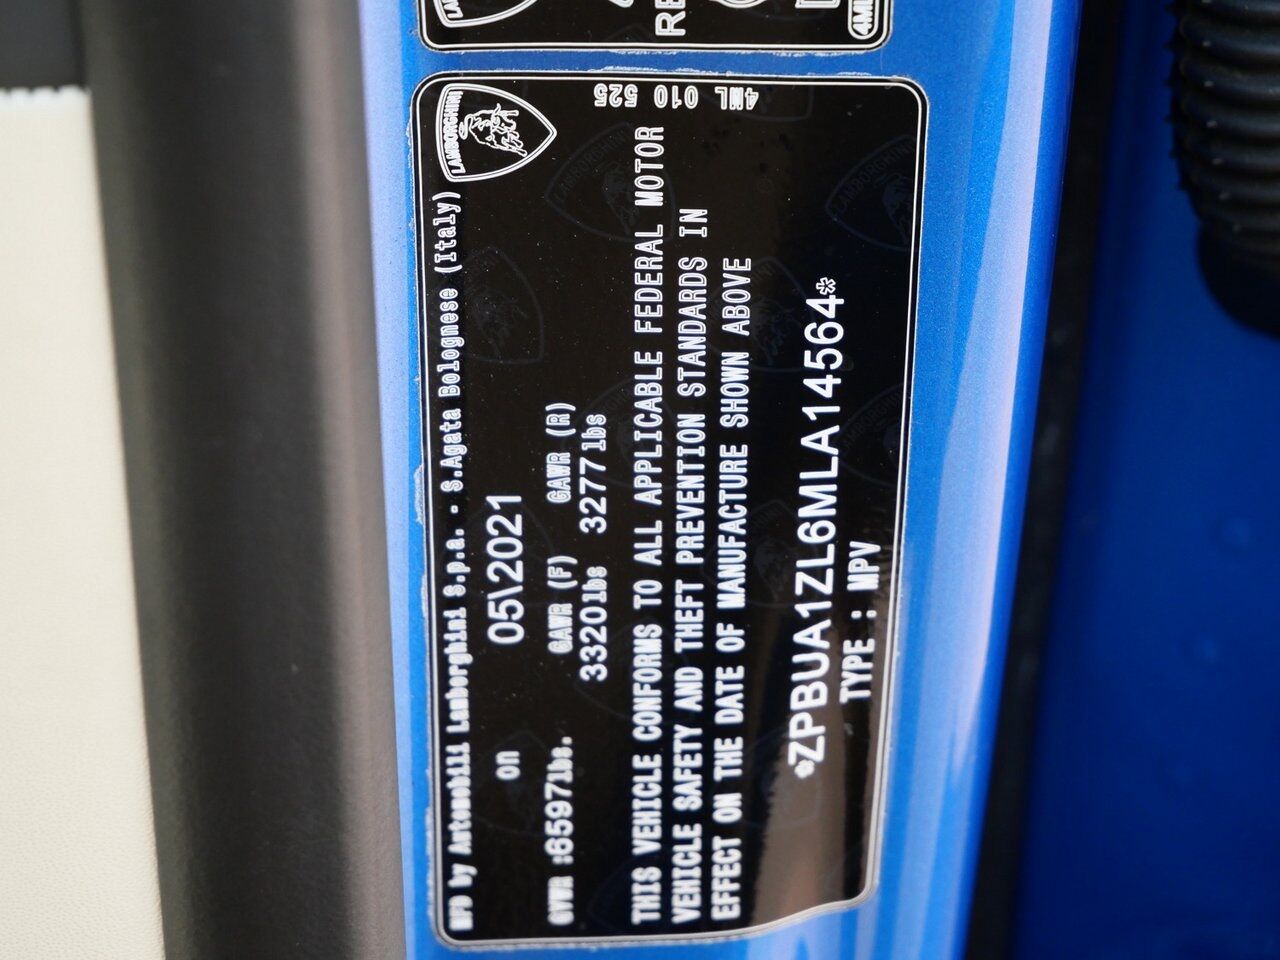 LAMBORGHINI
4ML 010 525
MFD by Automobili Lamborghini S.p.a. - S.Agata Bolognese (Italy)
on 05\2021
GVWR :6597lbs. GAWR (F) GAWR (R)
3320lbs 3277lbs
THIS VEHICLE CONFORMS TO ALL APPLICABLE FEDERAL MOTOR
VEHICLE SAFETY AND THEFT PREVENTION STANDARDS IN
EFFECT ON THE DATE OF MANUFACTURE SHOWN ABOVE
*ZPBUA1ZL6MLA14564*
TYPE : MPV